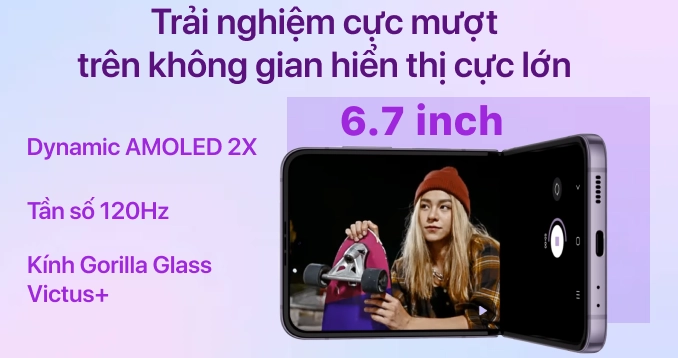 Trải nghiệm cực mượt
trên không gian hiển thị cực lớn
6.7 inch
Dynamic AMOLED 2X
Tần số 120Hz
Kính Gorilla Glass
Victus+